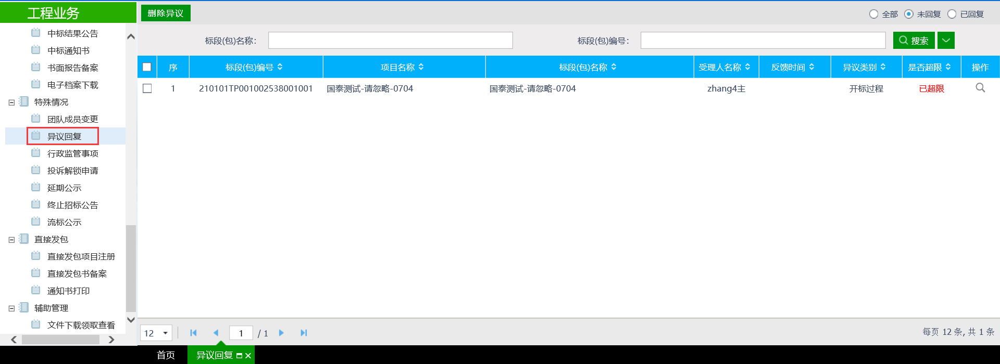 工程业务
中标结果公告
中标通知书
书面报告备案
电子档案下载
特殊情况
团队成员变更
异议回复
行政监管事项
投诉解锁申请
延期公示
终止招标公告
流标公示
直接发包
直接发包项目注册
直接发包书备案
通知书打印
辅助管理
文件下载领取查看
删除异议
全部 未回复 已回复
标段(包)名称: 标段(包)编号: 搜索
序 标段(包)编号 项目名称 标段(包)名称 受理人名称 反馈时间 异议类别 是否超限 操作
1 210101TP001002538001001 国泰测试-请忽略-0704 国泰测试-请忽略-0704 zhang4主 开标过程 已超限
12 1 / 1 每页 12 条, 共 1 条
首页 异议回复